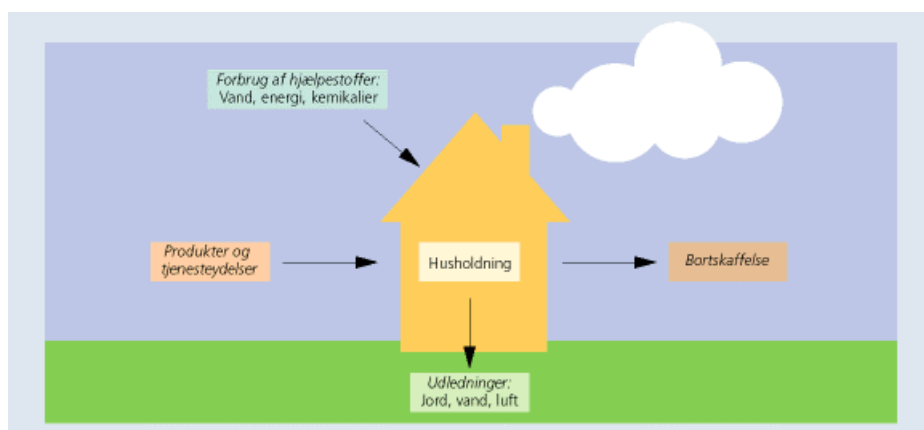 Forbrug af hjælpestoffer:
Vand, energi, kemikalier
Produkter og
tjenesteydelser
Husholdning
Bortskaffelse
Udledninger:
Jord, vand, luft